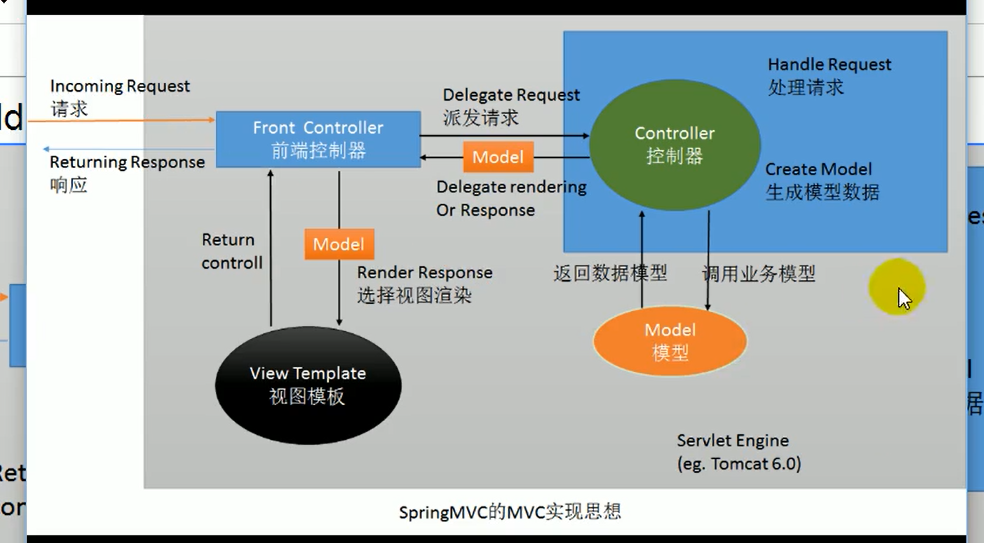 Incoming Request
请求
Returning Response
响应
Front Controller
前端控制器
Delegate Request
派发请求
Model
Delegate rendering
Or Response
Controller
控制器
Handle Request
处理请求
Create Model
生成模型数据
Return
controll
Model
Render Response
选择视图渲染
返回数据模型
调用业务模型
View Template
视图模板
Model
模型
Servlet Engine
(eg. Tomcat 6.0)
SpringMVC的MVC实现思想